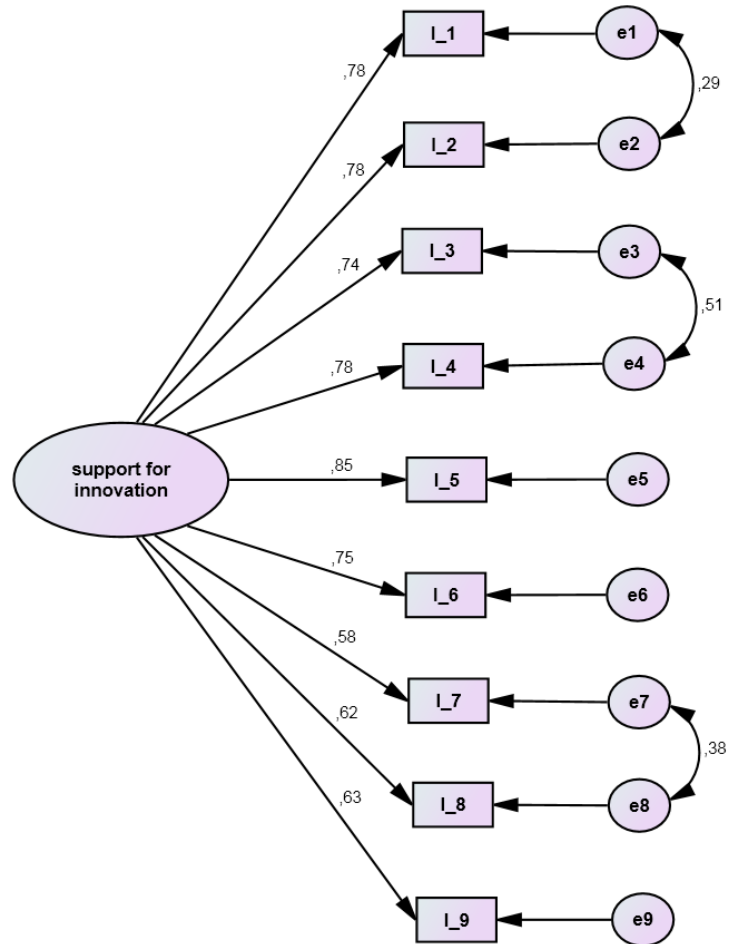 I_1
e1
,78
,29
I_2
e2
,78
I_3
e3
,74
,51
I_4
e4
,78
support for
innovation
,85
I_5
e5
,75
I_6
e6
,58
I_7
e7
,62
,38
I_8
e8
,63
I_9
e9